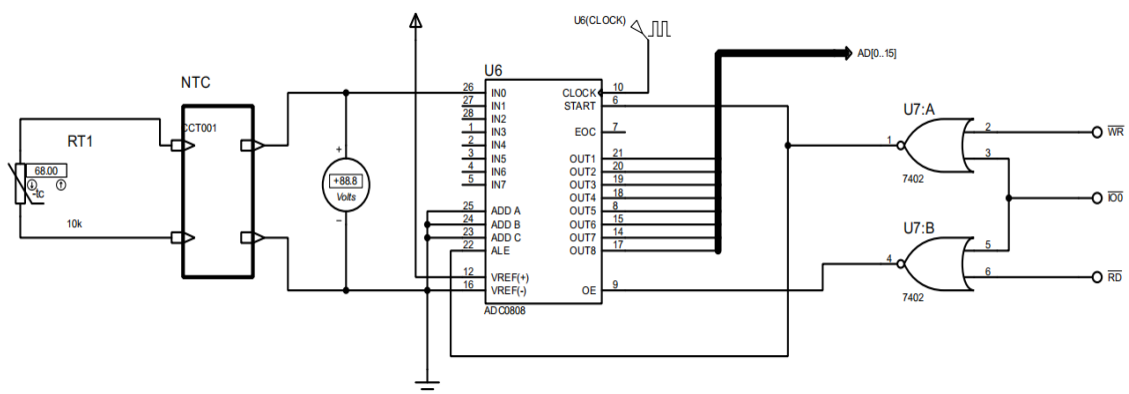 U6(CLOCK)
AD[0..15]
NTC
CCT001
RT1
68.00
-tc
10k
+88.8
Volts
+
-
U6
26 IN0
27 IN1
28 IN2
1 IN3
2 IN4
3 IN5
4 IN6
5 IN7
25 ADD A
24 ADD B
23 ADD C
22 ALE
12 VREF(+)
16 VREF(-)
CLOCK 10
START 6
EOC 7
OUT1 21
OUT2 20
OUT3 19
OUT4 18
OUT5 8
OUT6 15
OUT7 14
OUT8 17
OE 9
ADC0808
U7:A
1
2
3
7402
U7:B
4
5
6
7402
WR
IO0
RD